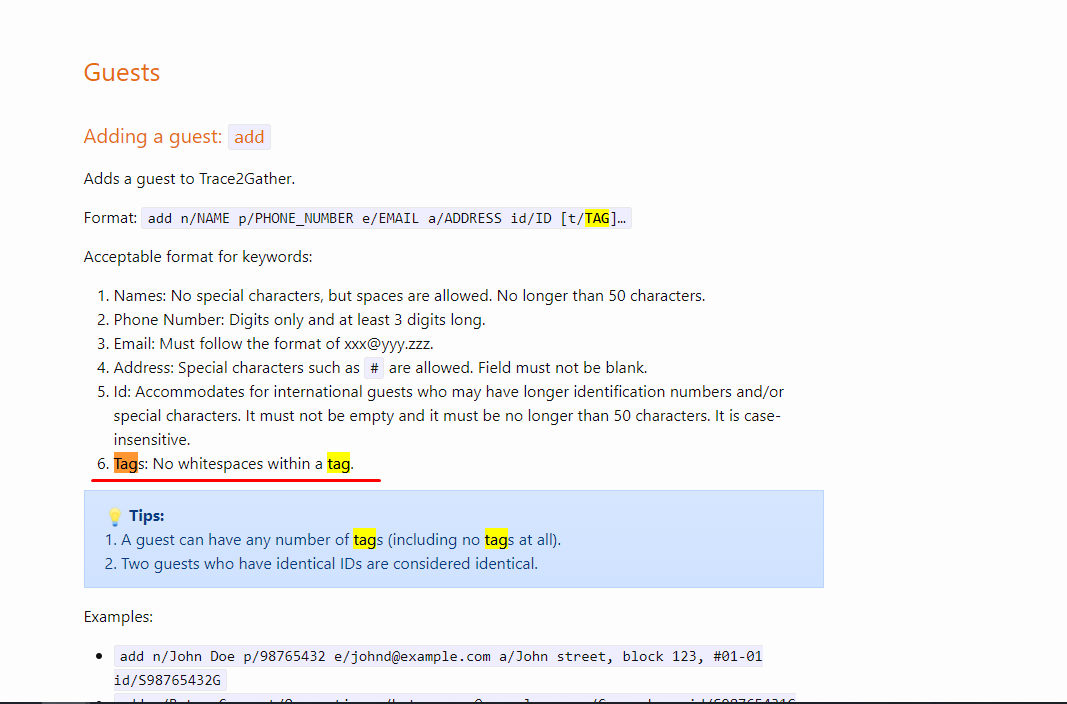 Guests
Adding a guest: add
Adds a guest to Trace2Gather.
Format: add n/NAME p/PHONE_NUMBER e/EMAIL a/ADDRESS id/ID [t/TAG]…
Acceptable format for keywords:
1. Names: No special characters, but spaces are allowed. No longer than 50 characters.
2. Phone Number: Digits only and at least 3 digits long.
3. Email: Must follow the format of xxx@yyy.zzz.
4. Address: Special characters such as # are allowed. Field must not be blank.
5. Id: Accommodates for international guests who may have longer identification numbers and/or
special characters. It must not be empty and it must be no longer than 50 characters. It is case-
insensitive.
6. Tags: No whitespaces within a tag.
💡 Tips:
1. A guest can have any number of tags (including no tags at all).
2. Two guests who have identical IDs are considered identical.
Examples:
• add n/John Doe p/98765432 e/johnd@example.com a/John street, block 123, #01-01
id/S98765432G